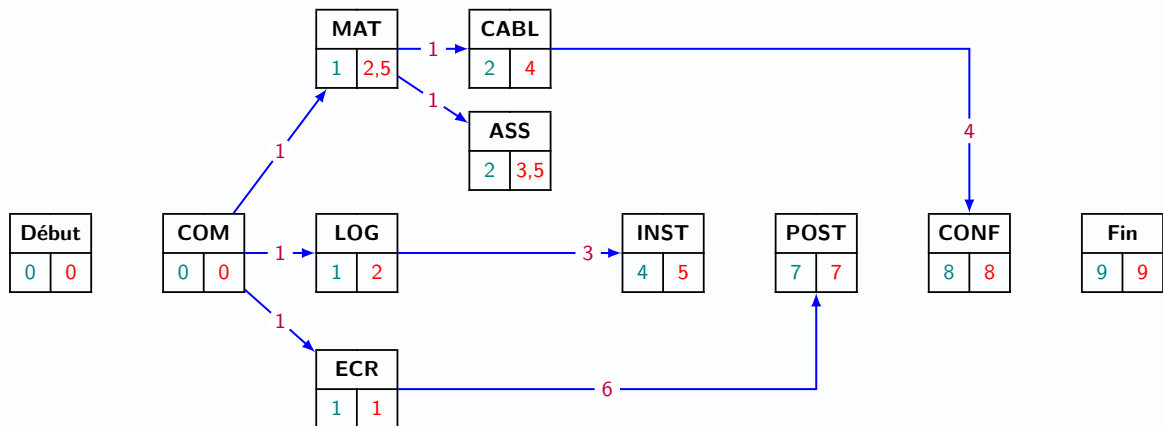 MAT CABL
1 2,5 1 2 4
1
ASS
1 4
2 3,5
Début COM LOG INST POST CONF Fin
0 0 0 0 1 1 2 3 4 5 7 7 8 8 9 9
1
ECR
1 1 6